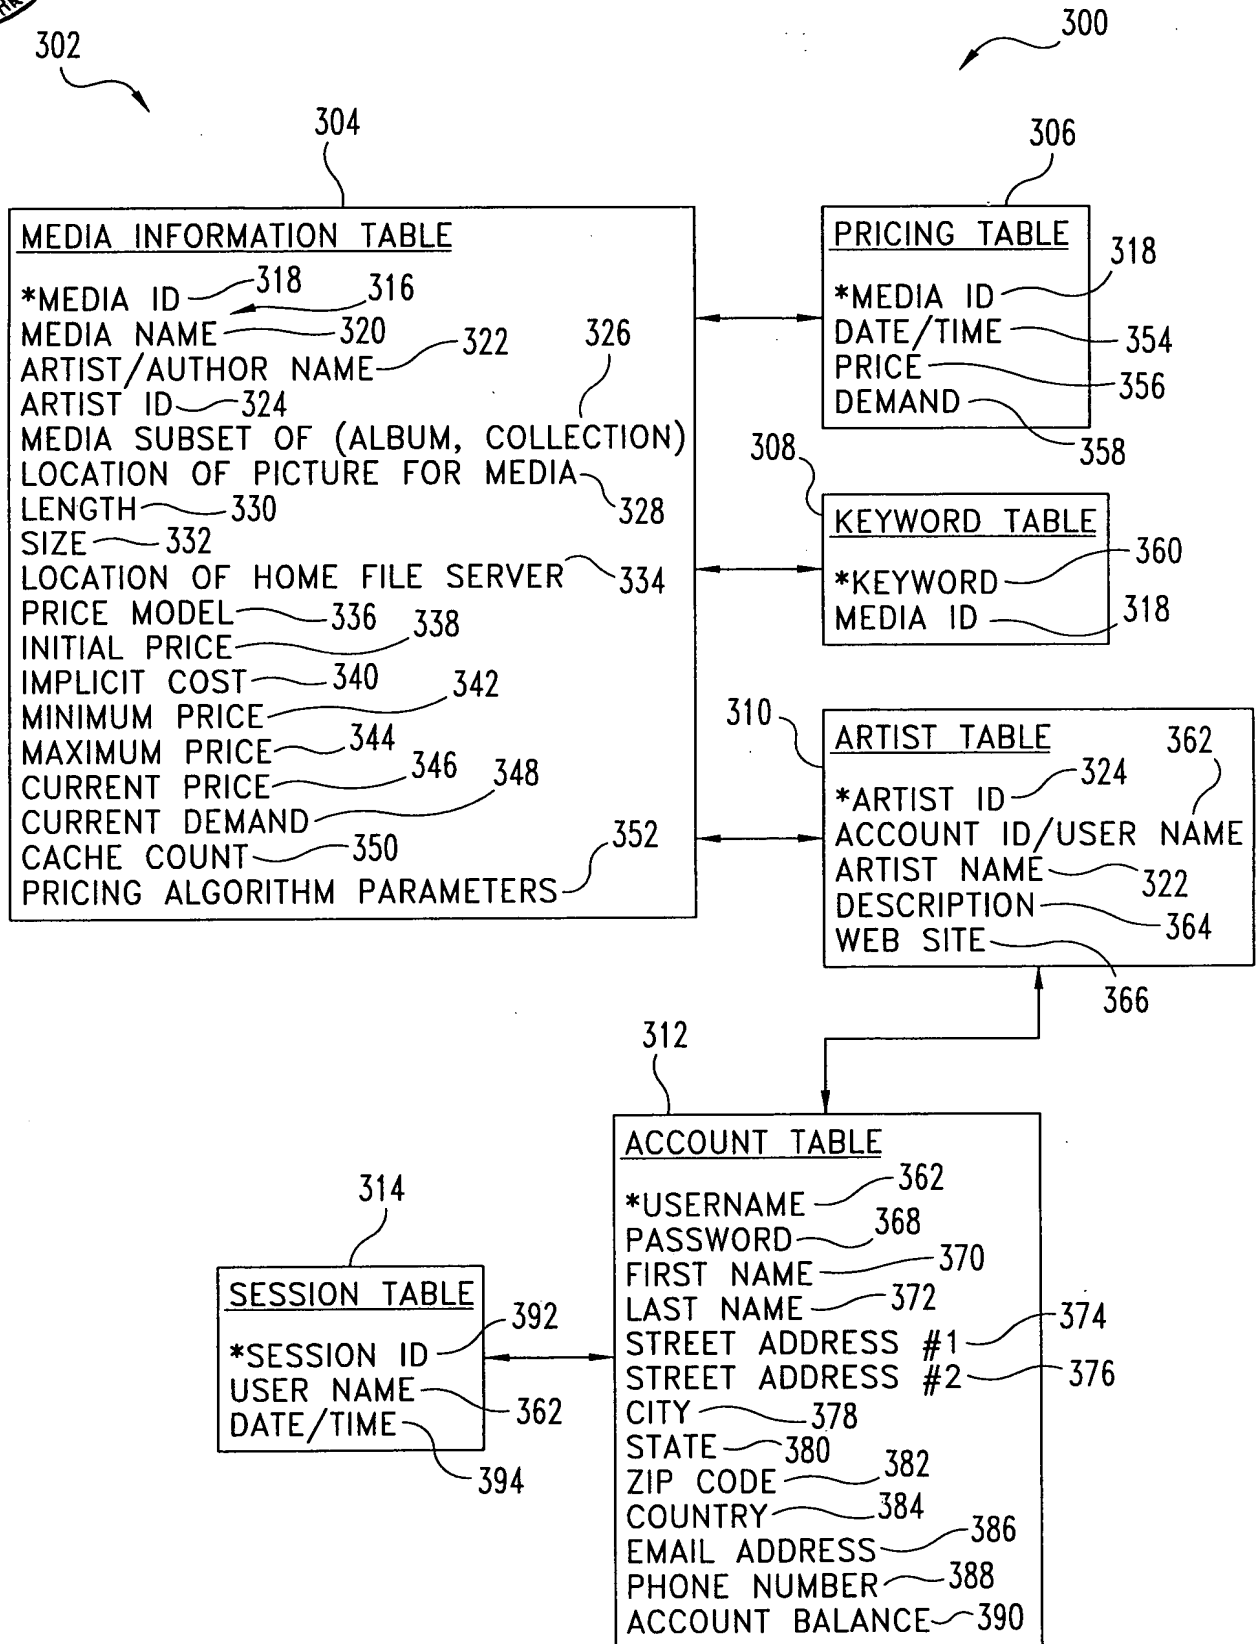 302
300
304
MEDIA INFORMATION TABLE
*MEDIA ID 318 316
MEDIA NAME 320
ARTIST/AUTHOR NAME 322
ARTIST ID 324 326
MEDIA SUBSET OF (ALBUM, COLLECTION)
LOCATION OF PICTURE FOR MEDIA 328
LENGTH 330
SIZE 332
LOCATION OF HOME FILE SERVER 334
PRICE MODEL 336
INITIAL PRICE 338
IMPLICIT COST 340
MINIMUM PRICE 342
MAXIMUM PRICE 344
CURRENT PRICE 346
CURRENT DEMAND 348
CACHE COUNT 350
PRICING ALGORITHM PARAMETERS 352
306
PRICING TABLE
*MEDIA ID 318
DATE/TIME 354
PRICE 356
DEMAND 358
308
KEYWORD TABLE
*KEYWORD 360
MEDIA ID 318
310
ARTIST TABLE
*ARTIST ID 324
ACCOUNT ID/USER NAME 362
ARTIST NAME 322
DESCRIPTION 364
WEB SITE 366
312
ACCOUNT TABLE
*USERNAME 362
PASSWORD 368
FIRST NAME 370
LAST NAME 372
STREET ADDRESS #1 374
STREET ADDRESS #2 376
CITY 378
STATE 380
ZIP CODE 382
COUNTRY 384
EMAIL ADDRESS 386
PHONE NUMBER 388
ACCOUNT BALANCE 390
314
SESSION TABLE
*SESSION ID 392
USER NAME 362
DATE/TIME 394